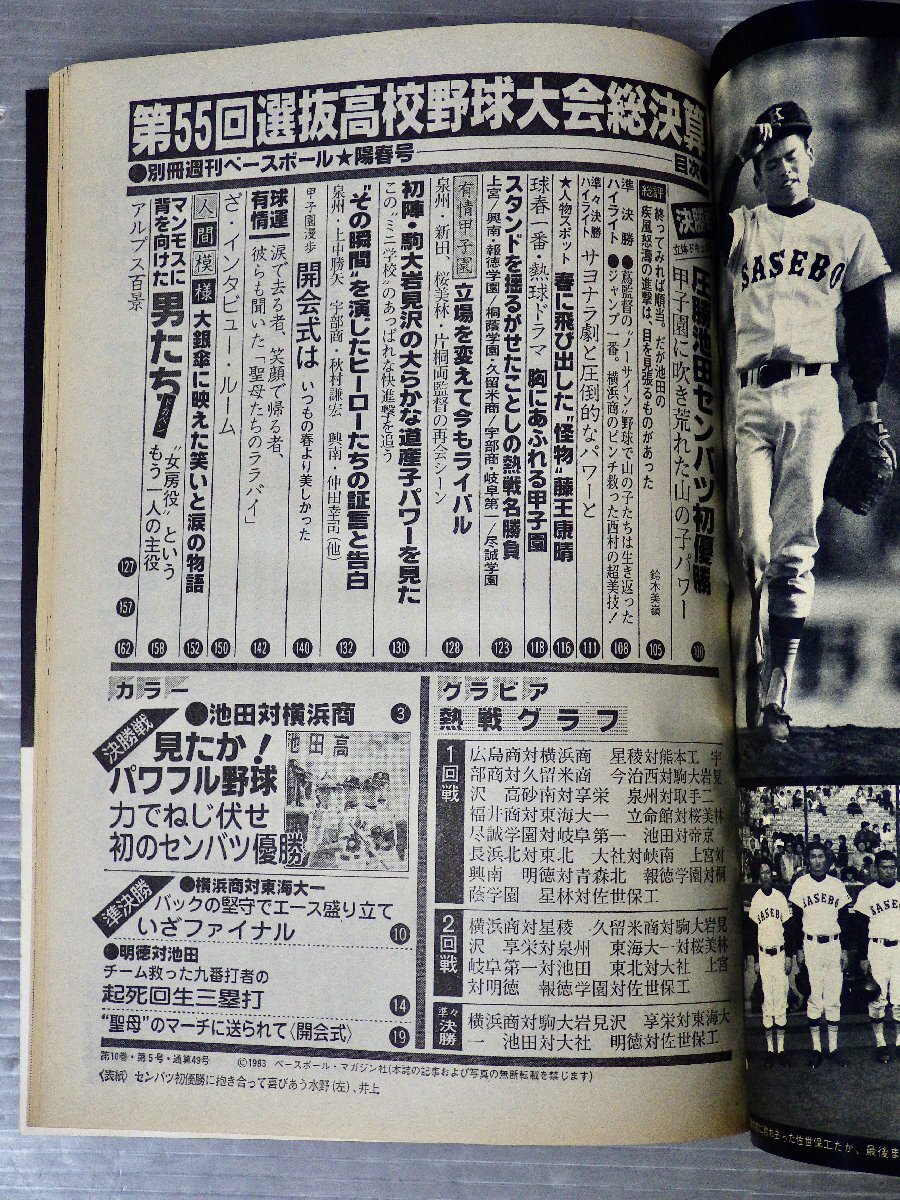 第55回選抜高校野球大会総決算
●別冊週刊ベースボール★陽春号
目次●
決勝
圧勝池田センバツ初優勝
甲子園に吹き荒れた山の子パワー
総評
終ってみれば順当。だが池田の
疾風怒濤の進撃は、目を見張るものがあった
鈴木美嶺
105
準決勝
ハイライト
●蔦監督の“ノーサイン”野球で山の子たちは生き返った
●ジャンプ一番、横浜商のピンチ救った西村の超美技!
108
準々決勝
ハイライト
サヨナラ劇と圧倒的なパワーと
111
★人物スポット
春に飛び出した“怪物”藤王康晴
116
球春一番・熱球ドラマ
胸にあふれる甲子園
118
スタンドを揺るがせたことしの熱戦名勝負
上宮/興南・報徳学園/桐蔭学園・久留米商/宇部商・岐阜第一/尽誠学園
123
有情甲子園
立場を変えて今もライバル
泉州・新田、桜美林・片桐両監督の再会シーン
128
初陣・駒大岩見沢の大らかな道産子パワーを見た
この“ミニ学校”のあっぱれな快進撃を追う
130
“その瞬間”を演したヒーローたちの証言と告白
泉州・上中勝矢 宇部商・秋村謙宏 興南・仲田幸司(他)
132
甲子園漫歩
開会式は
いつもの春より美しかった
140
球運
有情
涙で去る者、笑顔で帰る者、
彼らも聞いた「聖母たちのララバイ」
142
ざ・インタビュー・ルーム
150
人間模様
大銀傘に映えた笑いと涙の物語
152
マンモスに
背を向けた
男たち
“女房役”という
もう一人の主役
158
アルプス百景
162
127
157
カラー
決勝戦
●池田対横浜商
3
見たか!
パワフル野球
力でねじ伏せ
初のセンバツ優勝
池田高
準決勝
●横浜商対東海大一
バックの堅守でエース盛り立て
いざファイナル
10
●明徳対池田
チーム救った九番打者の
起死回生三塁打
14
“聖母”のマーチに送られて〈開会式〉
19
グラビア
熱戦グラフ
1回戦
広島商対横浜商 星稜対熊本工 宇
部商対久留米商 今治西対駒大岩見
沢 高砂南対享栄 泉州対取手二
福井商対東海大一 立命館対桜美林
尽誠学園対岐阜第一 池田対帝京
長浜北対東北 大社対峡南 上宮対
興南 明徳対青森北 報徳学園対桐
蔭学園 星林対佐世保工
2回戦
横浜商対星稜 久留米商対駒大岩見
沢 享栄対泉州 東海大一対桜美林
岐阜第一対池田 東北対大社 上宮
対明徳 報徳学園対佐世保工
準々
決勝
横浜商対駒大岩見沢 享栄対東海大
一 池田対大社 明徳対佐世保工
第10巻・第5号・通算49号
©1983 ベースボール・マガジン社(本誌の記事および写真の無断転載を禁じます)
〈表紙〉センバツ初優勝に抱き合って喜びあう水野(左)、井上
SASEBO
SASEBO
SASEBO
佐世保工だたが、最後ま